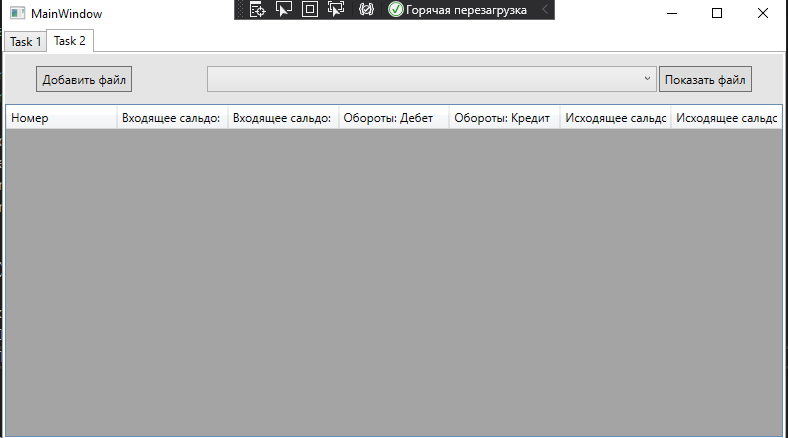 MainWindow
Горячая перезагрузка
Task 1
Task 2
Добавить файл
Показать файл
Номер
Входящее сальдо:
Входящее сальдо:
Обороты: Дебет
Обороты: Кредит
Исходящее сальдс
Исходящее сальдс